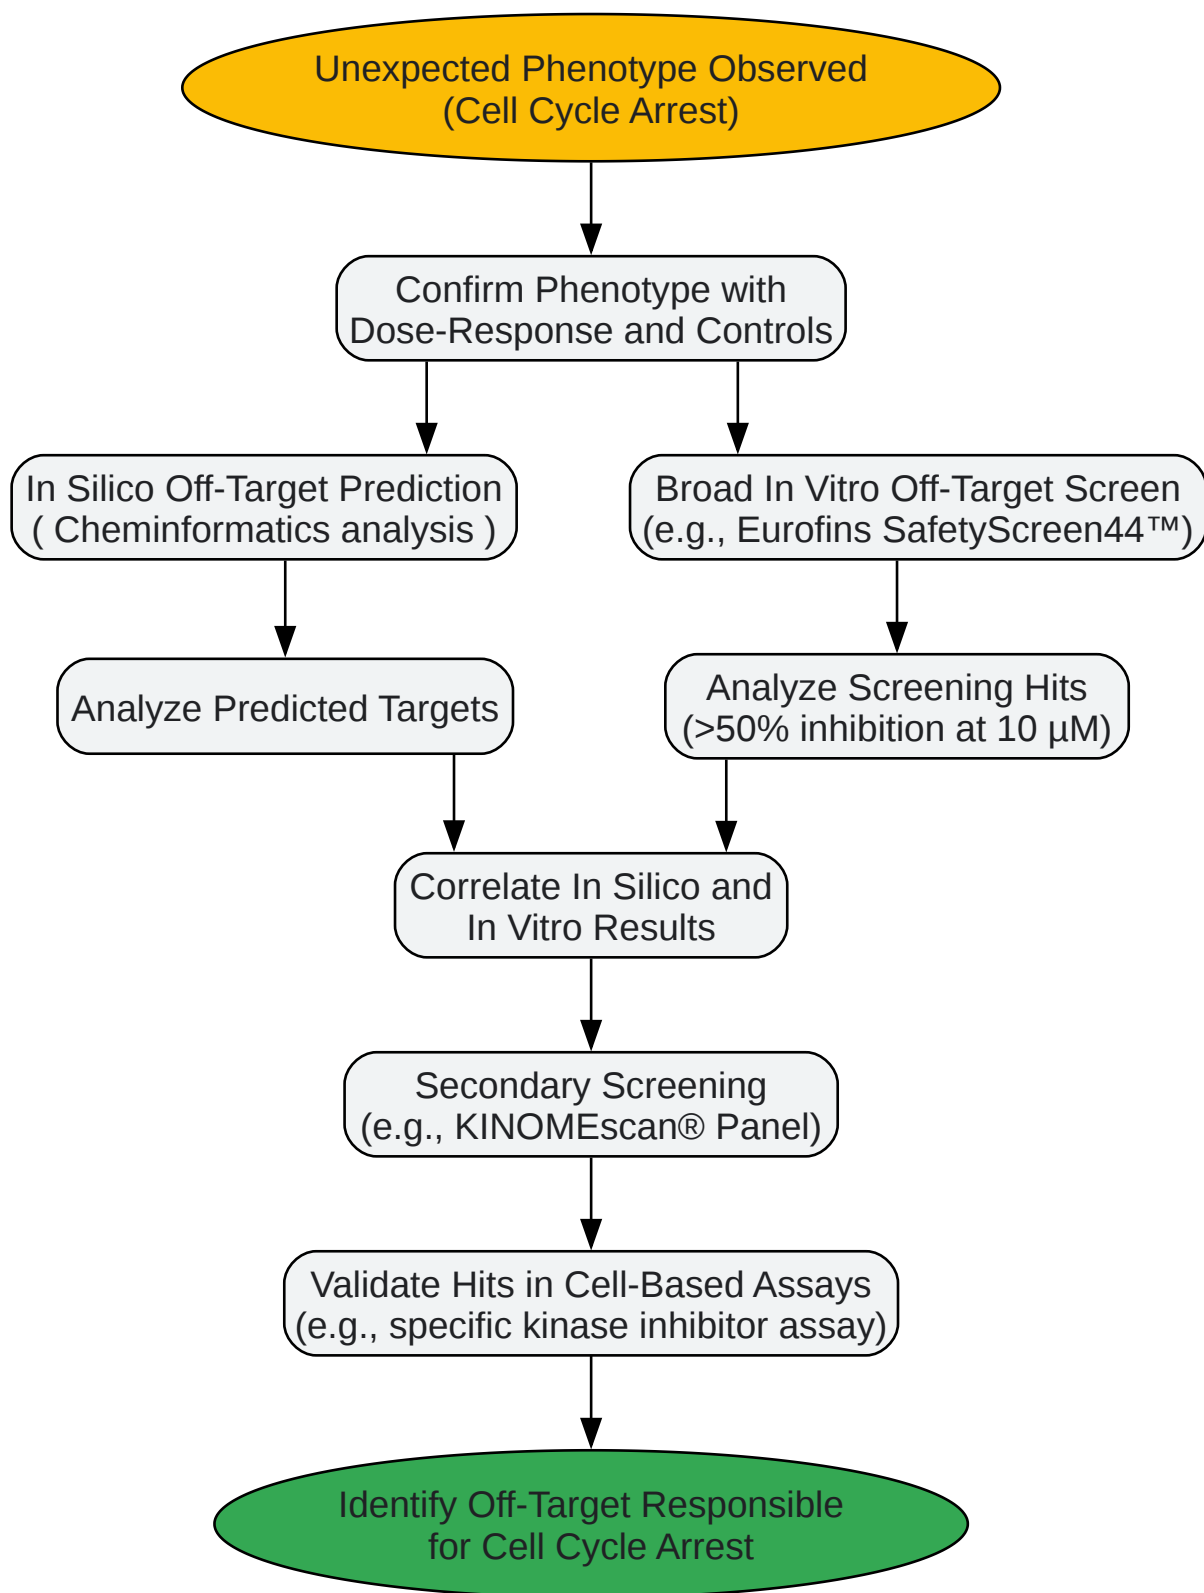 Unexpected Phenotype Observed
(Cell Cycle Arrest)
Confirm Phenotype with
Dose-Response and Controls
In Silico Off-Target Prediction
( Cheminformatics analysis )
Broad In Vitro Off-Target Screen
(e.g., Eurofins SafetyScreen44™)
Analyze Predicted Targets
Analyze Screening Hits
(>50% inhibition at 10 µM)
Correlate In Silico and
In Vitro Results
Secondary Screening
(e.g., KINOMEscan® Panel)
Validate Hits in Cell-Based Assays
(e.g., specific kinase inhibitor assay)
Identify Off-Target Responsible
for Cell Cycle Arrest